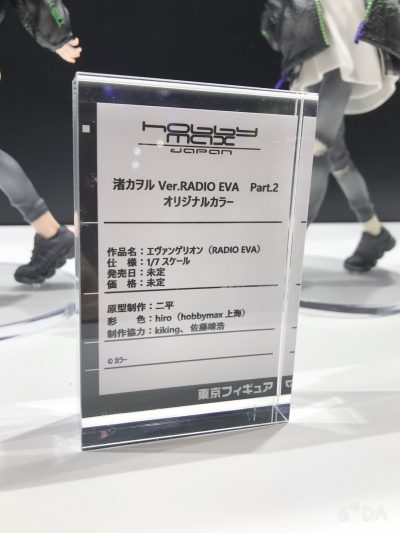 hobby
max
JAPAN
渚カヲル Ver.RADIO EVA Part.2
オリジナルカラー
作品名：エヴァンゲリオン（RADIO EVA）
仕 様：1/7 スケール
発売日：未定
価 格：未定
原型制作：二平
彩 色：hiro（hobbymax 上海）
制作協力：kiking、佐藤靖浩
© カラー
東京フィギュア